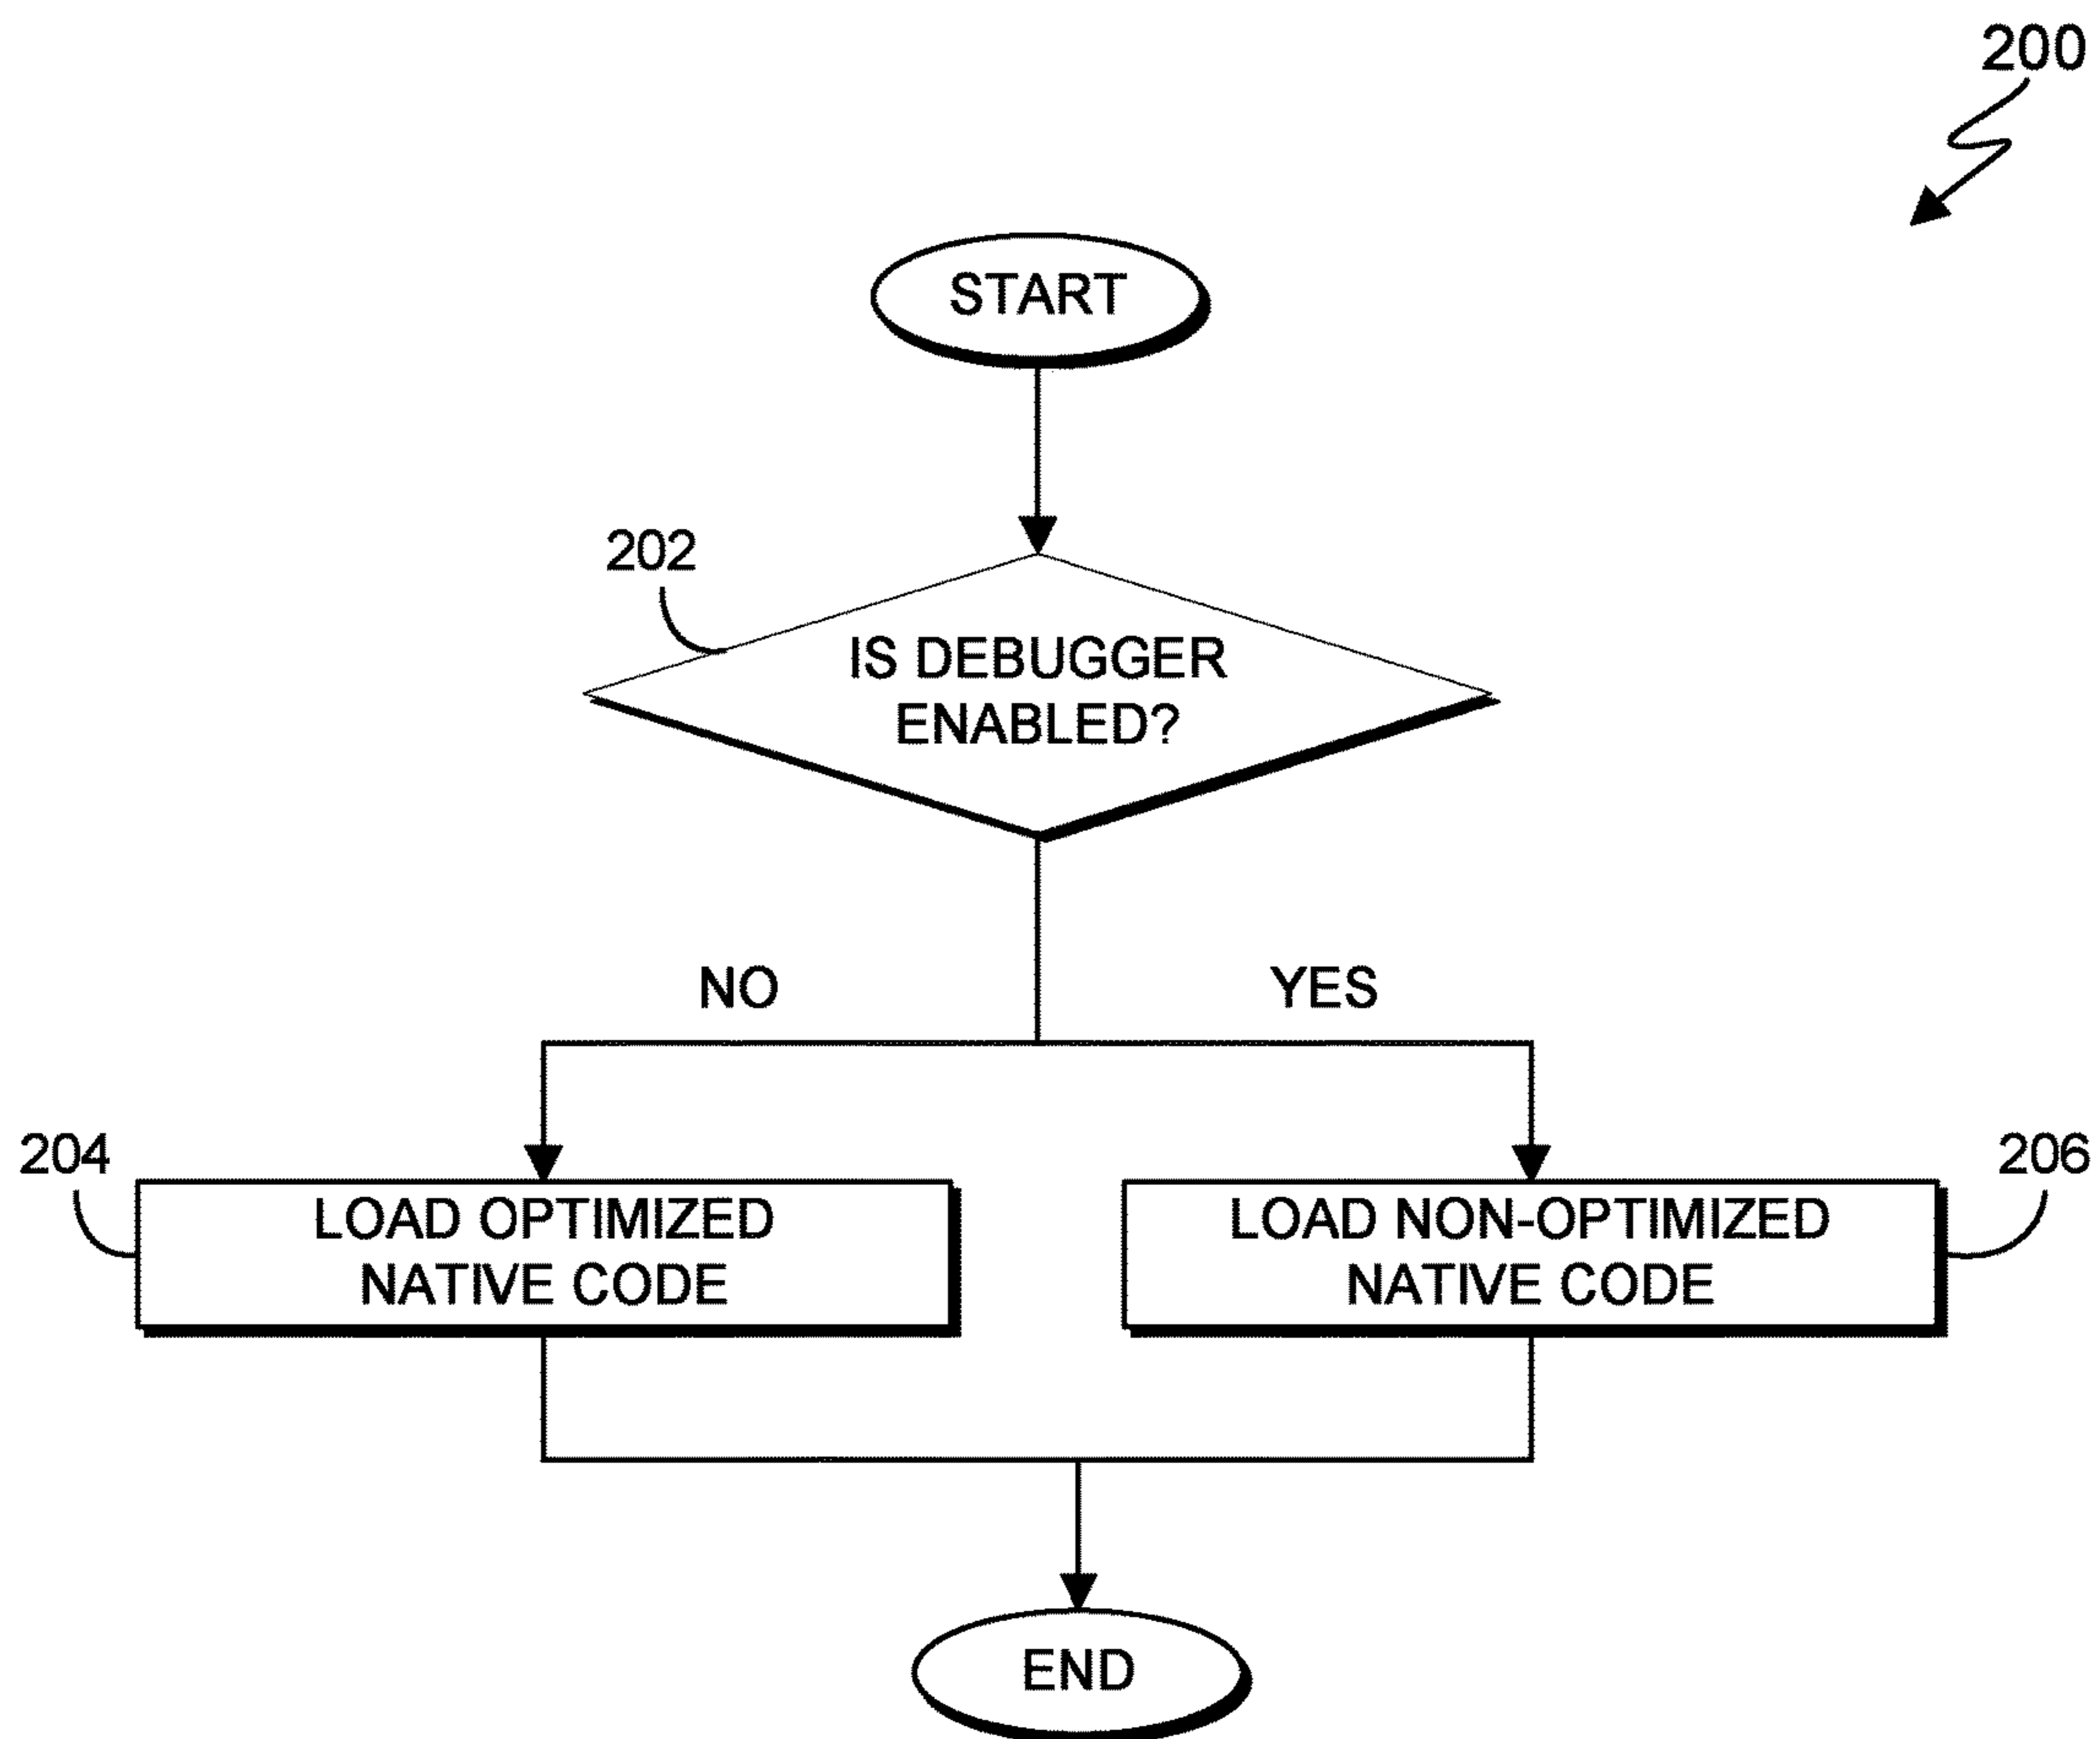 200
START
202
IS DEBUGGER
ENABLED?
NO
YES
204
LOAD OPTIMIZED
NATIVE CODE
LOAD NON-OPTIMIZED
NATIVE CODE
206
END